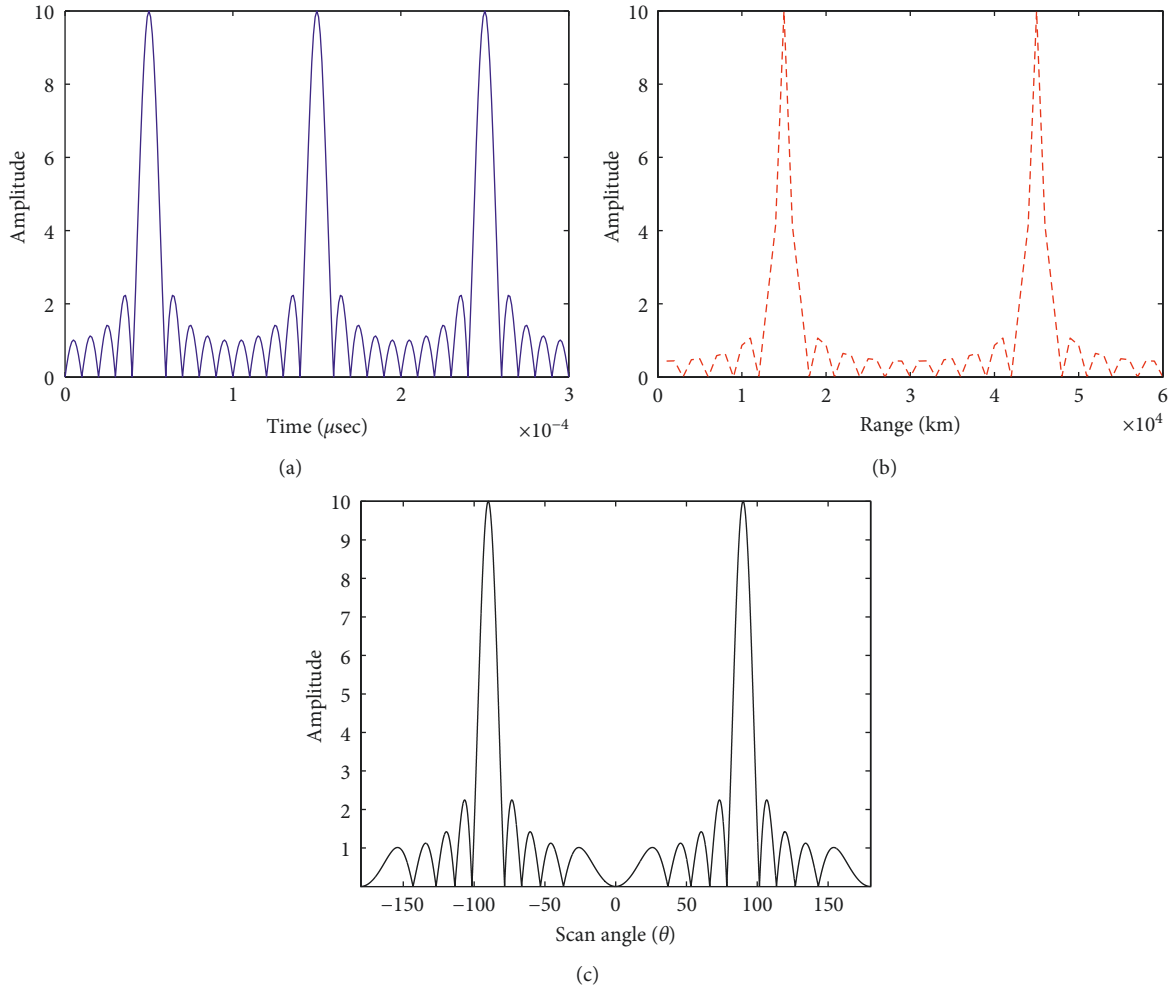 10
8
6
4
2
0
Amplitude
0 1 2 3
Time (μsec)
×10⁻⁴
(a)
10
8
6
4
2
0
Amplitude
0 1 2 3 4 5 6
Range (km)
×10⁴
(b)
10
9
8
7
6
5
4
3
2
1
Amplitude
−150 −100 −50 0 50 100 150
Scan angle (θ)
(c)